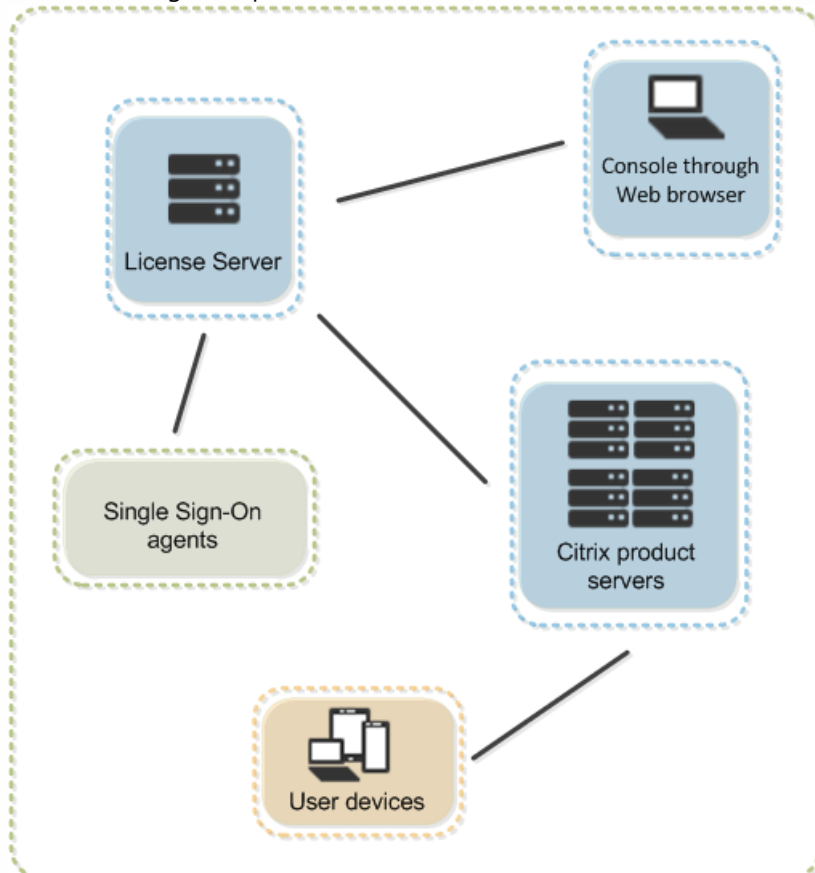 Console through
Web browser
License Server
Single Sign-On
agents
Citrix product
servers
User devices